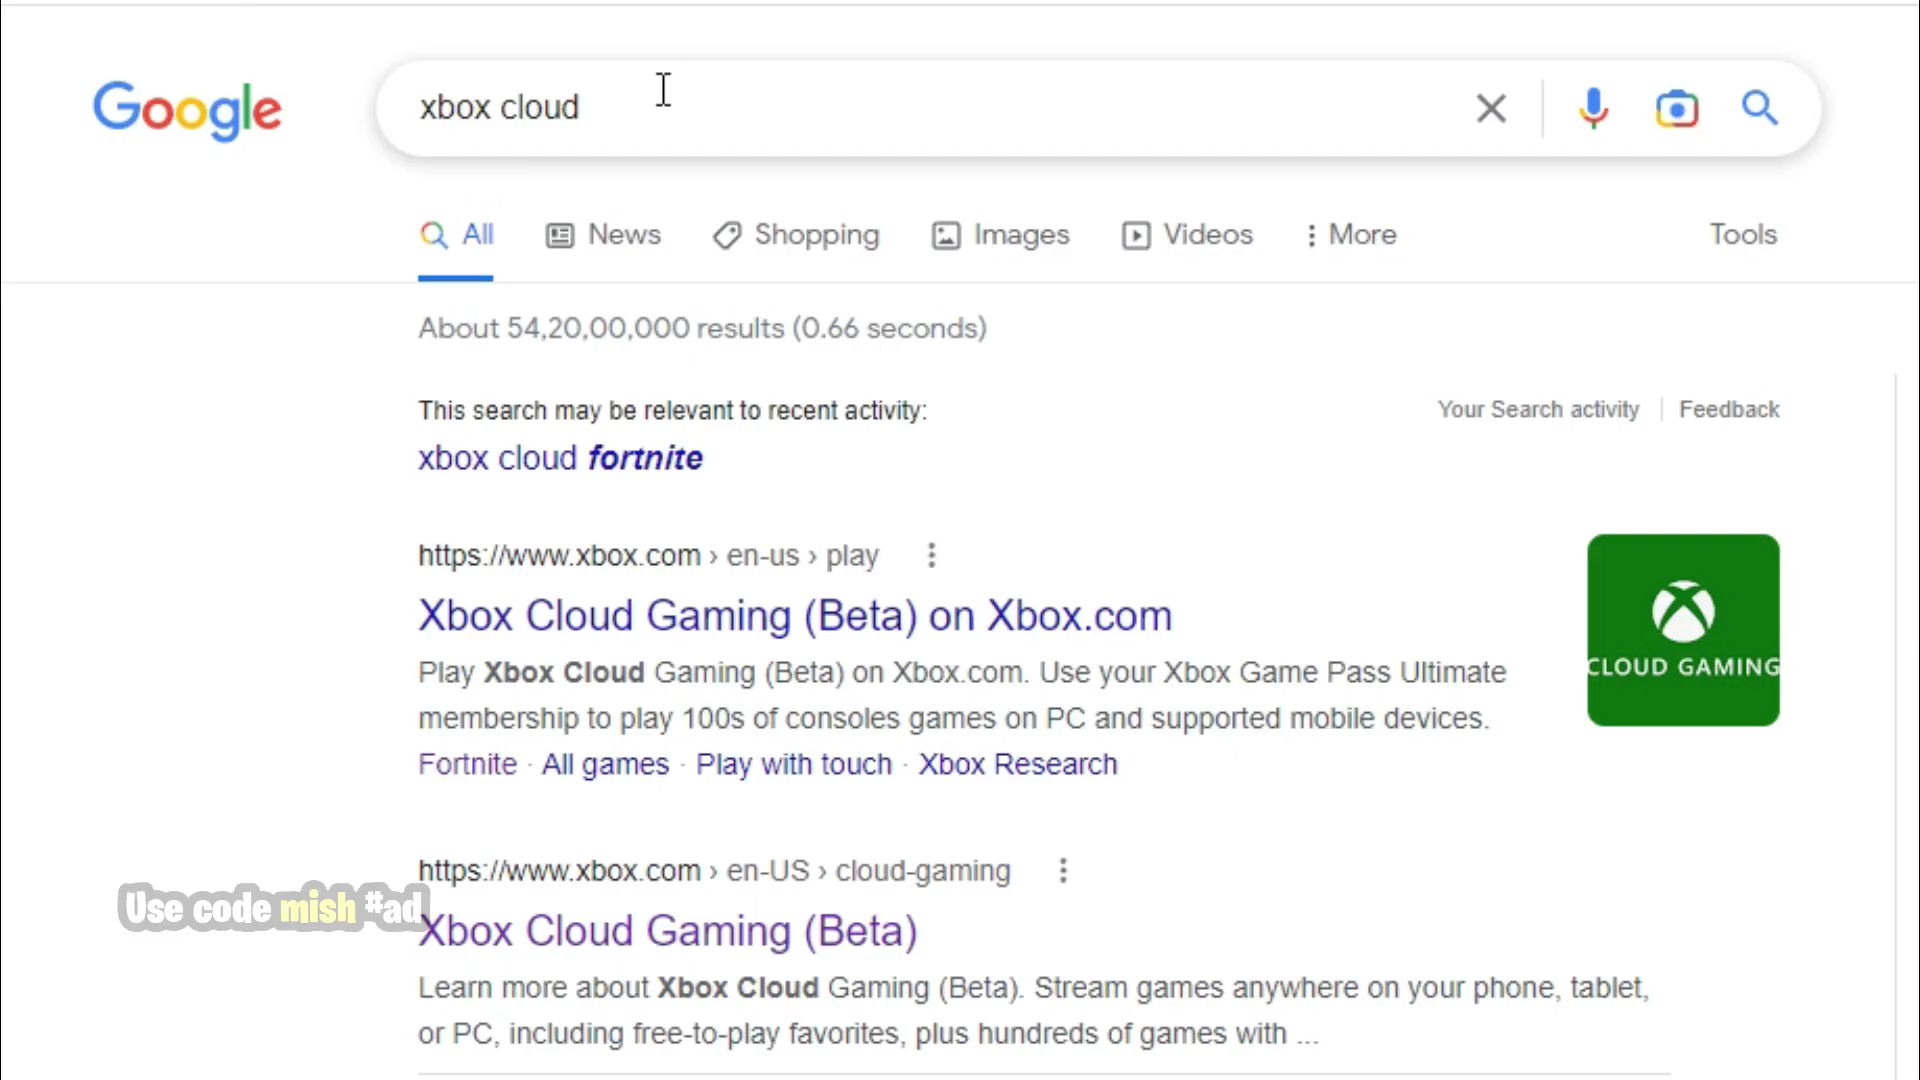 Google
xbox cloud
All
News
Shopping
Images
Videos
More
Tools
About 54,20,00,000 results (0.66 seconds)
This search may be relevant to recent activity:
Your Search activity
Feedback
xbox cloud fortnite
https://www.xbox.com › en-us › play
Xbox Cloud Gaming (Beta) on Xbox.com
Play Xbox Cloud Gaming (Beta) on Xbox.com. Use your Xbox Game Pass Ultimate
membership to play 100s of consoles games on PC and supported mobile devices.
Fortnite · All games · Play with touch · Xbox Research
CLOUD GAMING
https://www.xbox.com › en-US › cloud-gaming
Use code mish #ad
Xbox Cloud Gaming (Beta)
Learn more about Xbox Cloud Gaming (Beta). Stream games anywhere on your phone, tablet,
or PC, including free-to-play favorites, plus hundreds of games with ...